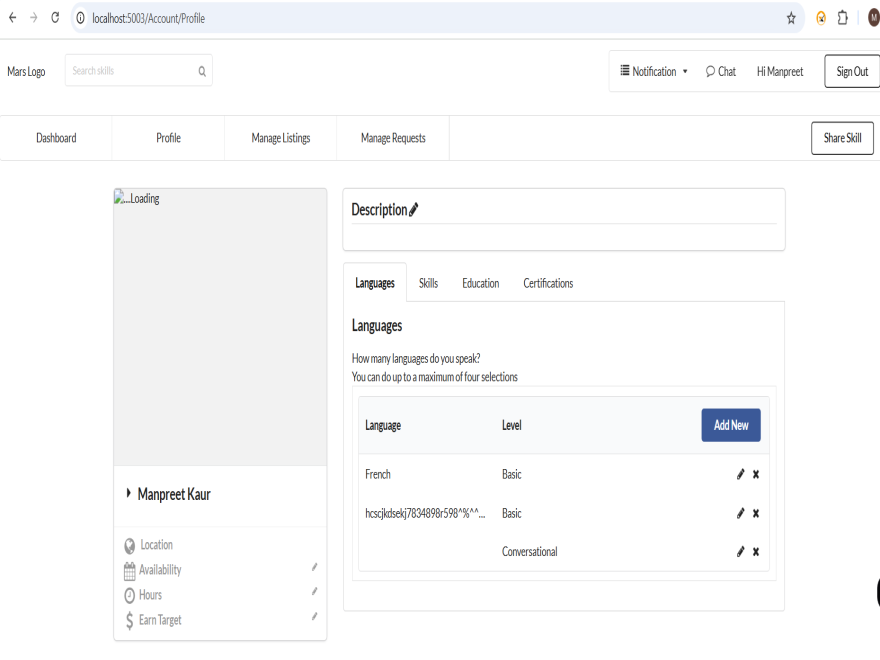 localhost:5003/Account/Profile
M
Mars Logo
Search skills
Notification
Chat
Hi Manpreet
Sign Out
Dashboard
Profile
Manage Listings
Manage Requests
Share Skill
...Loading
Manpreet Kaur
Location
Availability
Hours
Earn Target
Description
Languages
Skills
Education
Certifications
Languages
How many languages do you speak?
You can do up to a maximum of four selections
Language Level Add New
French Basic
hcscjkdsekj7834898r598^%^^... Basic
Conversational